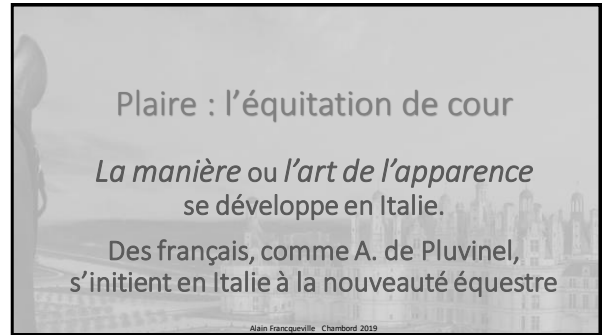 Plaire : l’équitation de cour
La manière ou l’art de l’apparence
se développe en Italie.
Des français, comme A. de Pluvinel,
s’initient en Italie à la nouveauté équestre
Alain Francqueville Chambord 2019